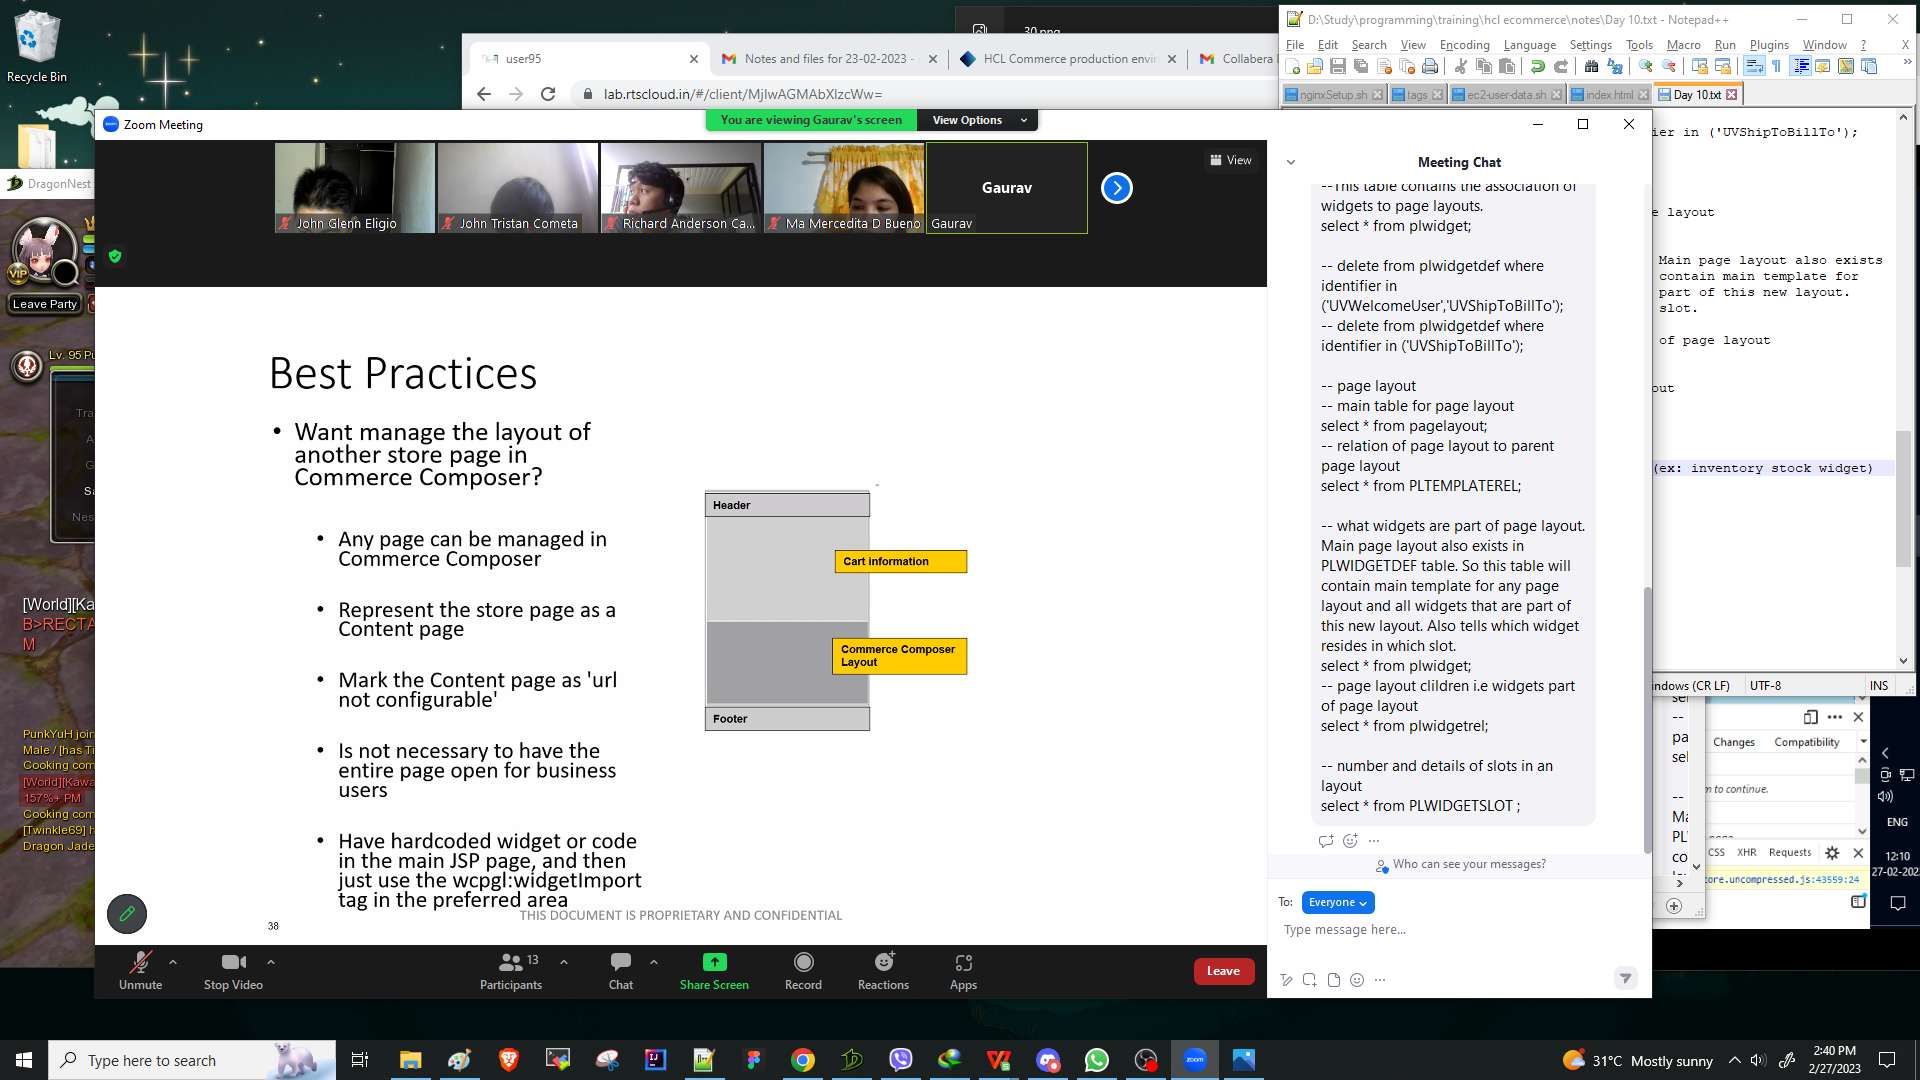 Recycle Bin
30.png
user95
Notes and files for 23-02-2023 -
HCL Commerce production envir
Collabera
lab.rtscloud.in/#/client/MjIwAGMAbXlzcWw=
D:\Study\programming\training\hcl ecommerce\notes\Day 10.txt - Notepad++
File Edit Search View Encoding Language Settings Tools Macro Run Plugins Window ? X
nginxSetup.sh
tags
ec2-user-data.sh
index.html
Day 10.txt
ier in ('UVShipToBillTo');
e layout
Main page layout also exists
contain main template for
part of this new layout.
slot.
of page layout
out
(ex: inventory stock widget)
indows (CR LF) UTF-8 INS
DragonNest
VIP
Leave Party
Lv. 95 Pu
Tra
A
G
Sa
Nes
[World][Ka
B>RECTA
M
PunkYuH join
Male / [has Ti
Cooking com
[World][Kawa
157%+ PM
Cooking com
[Twinkle69] h
Dragon Jade
Zoom Meeting
You are viewing Gaurav's screen
View Options
View
John Glenn Eligio
John Tristan Cometa
Richard Anderson Ca...
Ma Mercedita D Bueno
Gaurav
Gaurav
Best Practices
• Want manage the layout of
another store page in
Commerce Composer?
• Any page can be managed in
Commerce Composer
• Represent the store page as a
Content page
• Mark the Content page as 'url
not configurable'
• Is not necessary to have the
entire page open for business
users
• Have hardcoded widget or code
in the main JSP page, and then
just use the wcpgl:widgetImport
tag in the preferred area
Header
Cart information
Commerce Composer
Layout
Footer
THIS DOCUMENT IS PROPRIETARY AND CONFIDENTIAL
38
Unmute
Stop Video
13
Participants
Chat
Share Screen
Record
Reactions
Apps
Leave
Meeting Chat
--This table contains the association of
widgets to page layouts.
select * from plwidget;
-- delete from plwidgetdef where
identifier in
('UVWelcomeUser','UVShipToBillTo');
-- delete from plwidgetdef where
identifier in ('UVShipToBillTo');
-- page layout
-- main table for page layout
select * from pagelayout;
-- relation of page layout to parent
page layout
select * from PLTEMPLATEREL;
-- what widgets are part of page layout.
Main page layout also exists in
PLWIDGETDEF table. So this table will
contain main template for any page
layout and all widgets that are part of
this new layout. Also tells which widget
resides in which slot.
select * from plwidget;
-- page layout clildren i.e widgets part
of page layout
select * from plwidgetrel;
-- number and details of slots in an
layout
select * from PLWIDGETSLOT ;
Who can see your messages?
To: Everyone
Type message here...
sel
--
pa
sel
--
Ma
PL
co
Changes Compatibility
n to continue.
CSS XHR Requests
tore.uncompressed.js:43559:24
ENG
12:10
27-02-202
Type here to search
31°C Mostly sunny
2:40 PM
2/27/2023